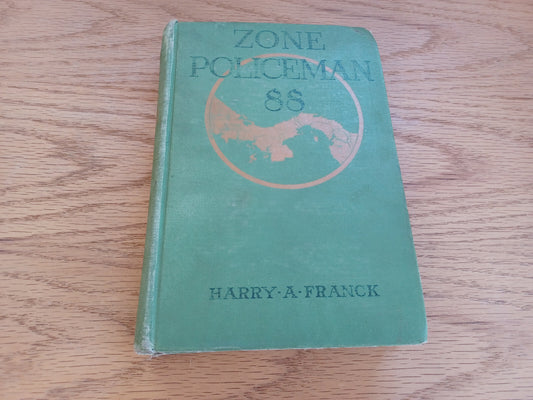 ZONE
POLICEMAN
88
HARRY·A·FRANCK